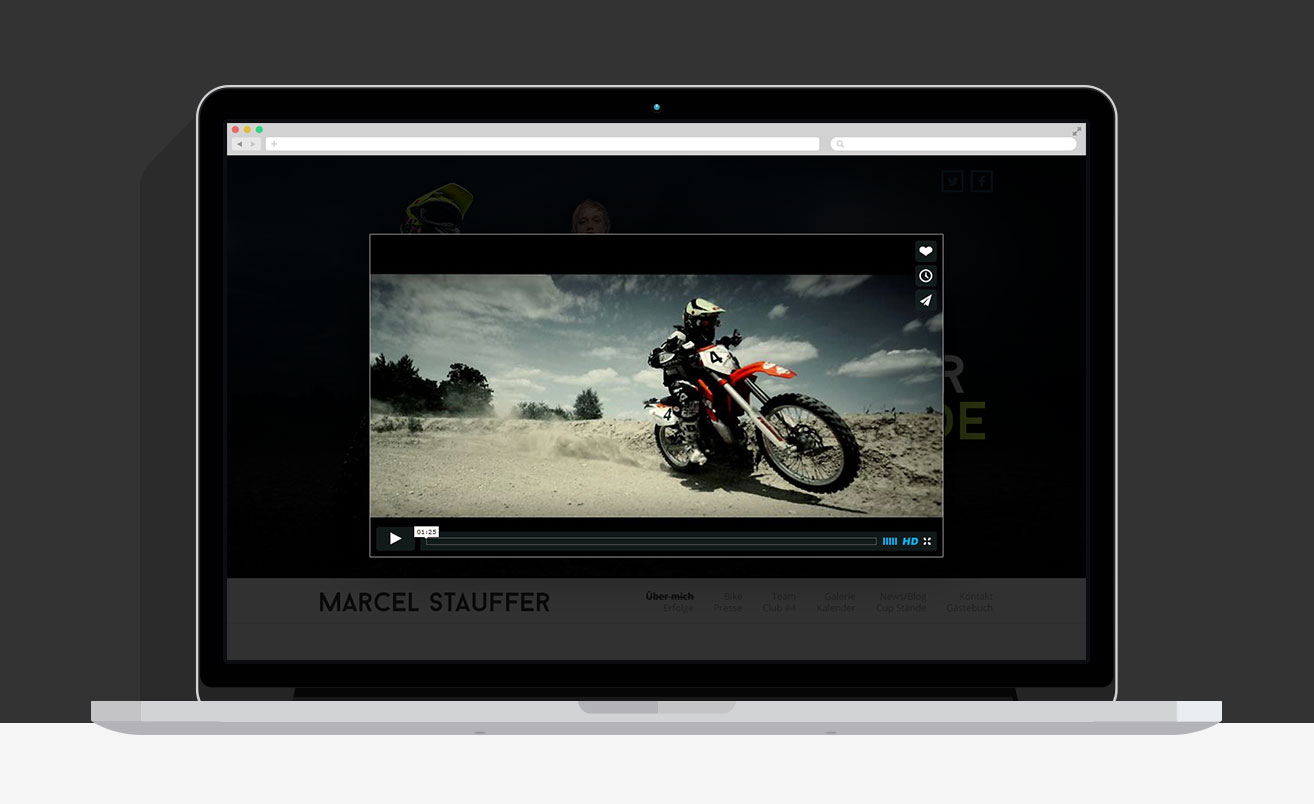 R
DE
4
4
01:25
HD
MARCEL STAUFFER
Über mich Bike Team Galerie News/Blog Kontakt
Erfolge Presse Club #4 Kalender Cup Stände Gästebuch